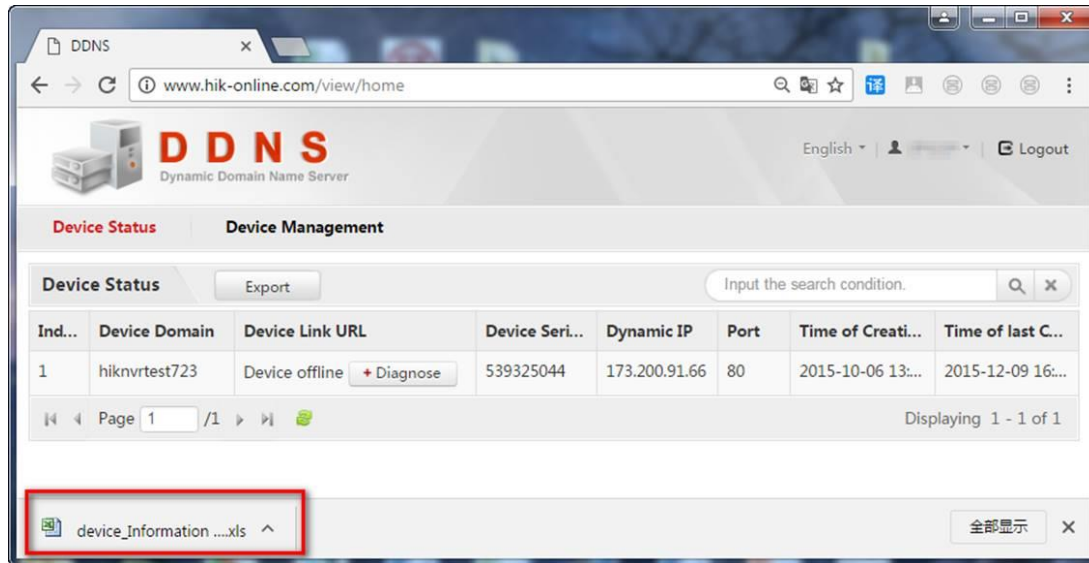 DDNS
www.hik-online.com/view/home
译
DDNS
Dynamic Domain Name Server
English
Logout
Device Status Device Management
Device Status Export Input the search condition.
Ind... Device Domain Device Link URL Device Seri... Dynamic IP Port Time of Creati... Time of last C...
1 hiknvrtest723 Device offline + Diagnose 539325044 173.200.91.66 80 2015-10-06 13:... 2015-12-09 16:...
Page 1 /1 Displaying 1 - 1 of 1
device_Information ....xls 全部显示